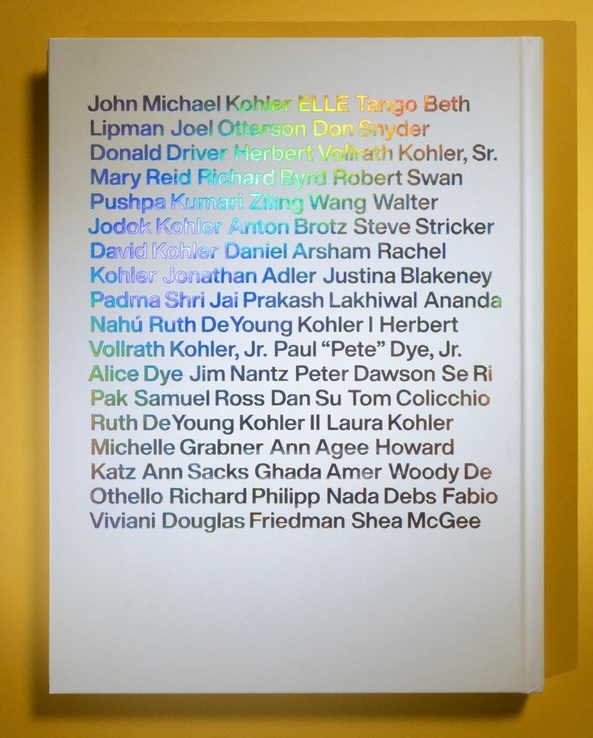 John Michael Kohler ELLE Tango Beth
Lipman Joel Otterson Don Snyder
Donald Driver Herbert Vollrath Kohler, Sr.
Mary Reid Richard Byrd Robert Swan
Pushpa Kumari Ziling Wang Walter
Jodok Kohler Anton Brotz Steve Stricker
David Kohler Daniel Arsham Rachel
Kohler Jonathan Adler Justina Blakeney
Padma Shri Jai Prakash Lakhiwal Ananda
Nahú Ruth DeYoung Kohler I Herbert
Vollrath Kohler, Jr. Paul “Pete” Dye, Jr.
Alice Dye Jim Nantz Peter Dawson Se Ri
Pak Samuel Ross Dan Su Tom Colicchio
Ruth DeYoung Kohler II Laura Kohler
Michelle Grabner Ann Agee Howard
Katz Ann Sacks Ghada Amer Woody De
Othello Richard Philipp Nada Debs Fabio
Viviani Douglas Friedman Shea McGee